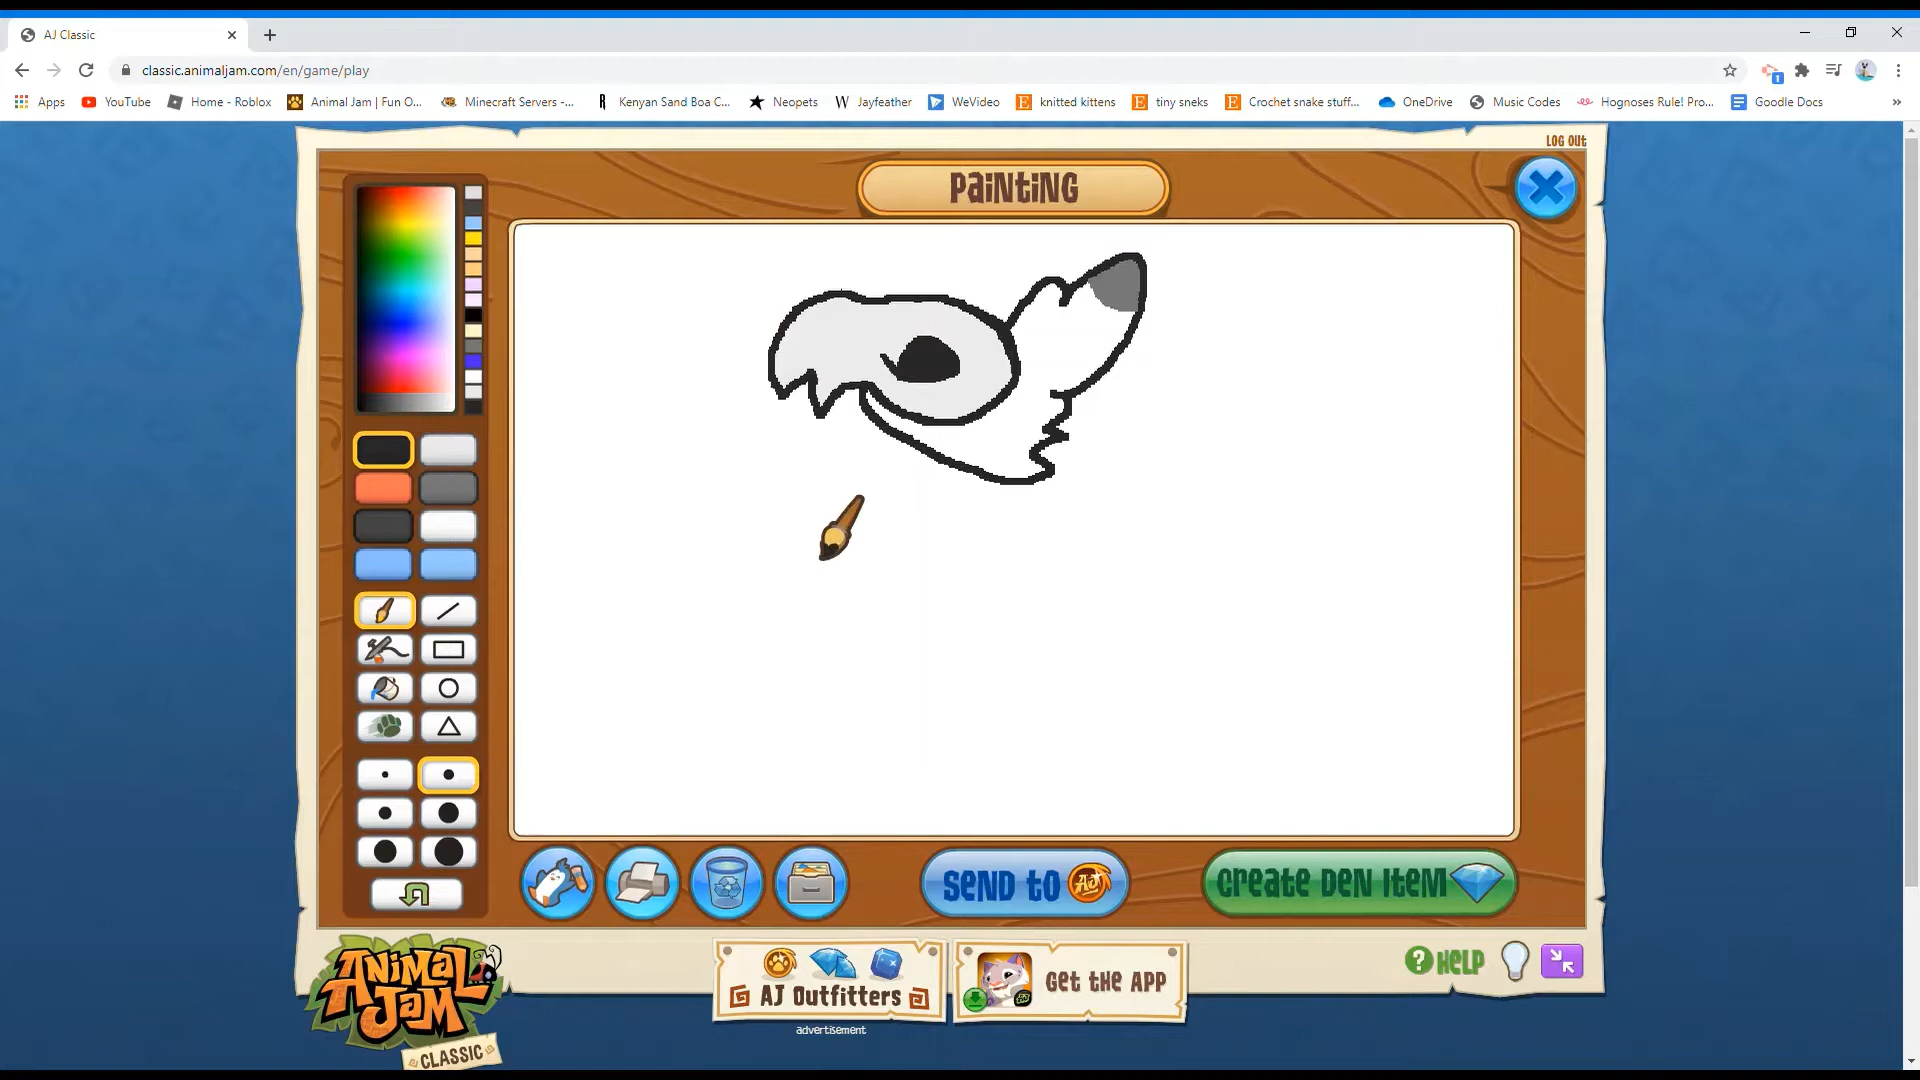 AJ Classic
classic.animaljam.com/en/game/play
1
Apps YouTube Home - Roblox Animal Jam | Fun O... Minecraft Servers -... Kenyan Sand Boa C... Neopets Jayfeather WeVideo knitted kittens tiny sneks Crochet snake stuff... OneDrive Music Codes Hognoses Rule! Pro... Google Docs
LOG OUT
PAINTING
SEND TO AJ
CREATE DEN ITEM
ANIMAL JAM CLASSIC
AJ Outfitters
GET THE APP
HELP
advertisement